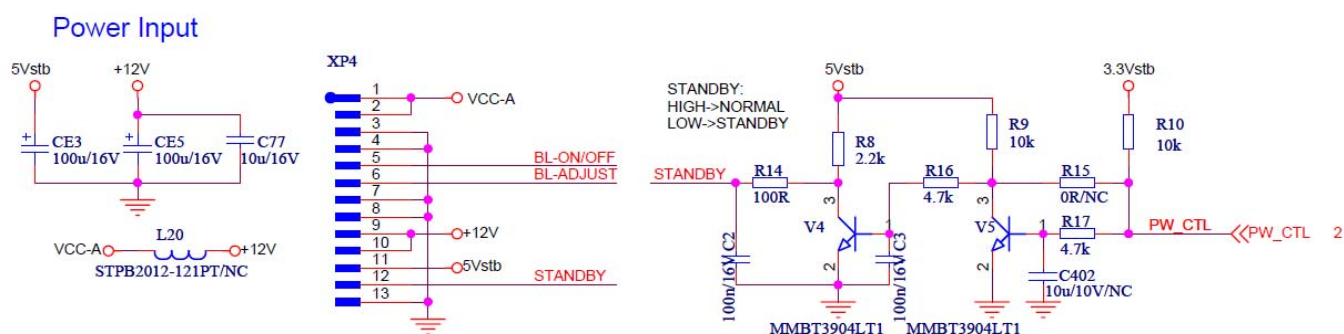 Power Input
5Vstb
+12V
CE3
100u/16V
CE5
100u/16V
C77
10u/16V
VCC-A
L20
+12V
STPB2012-121PT/NC
XP4
1
2
3
4
5
6
7
8
9
10
11
12
13
VCC-A
BL-ON/OFF
BL-ADJUST
+12V
5Vstb
STANDBY
STANDBY:
HIGH->NORMAL
LOW->STANDBY
5Vstb
3.3Vstb
R8
2.2k
R9
10k
R10
10k
STANDBY
R14
100R
R16
4.7k
R15
0R/NC
3
V4
1
2
3
V5
1
2
R17
4.7k
PW_CTL
PW_CTL 2
C2
100n/16V
C3
100n/16V
C402
10u/10V/NC
MMBT3904LT1
MMBT3904LT1